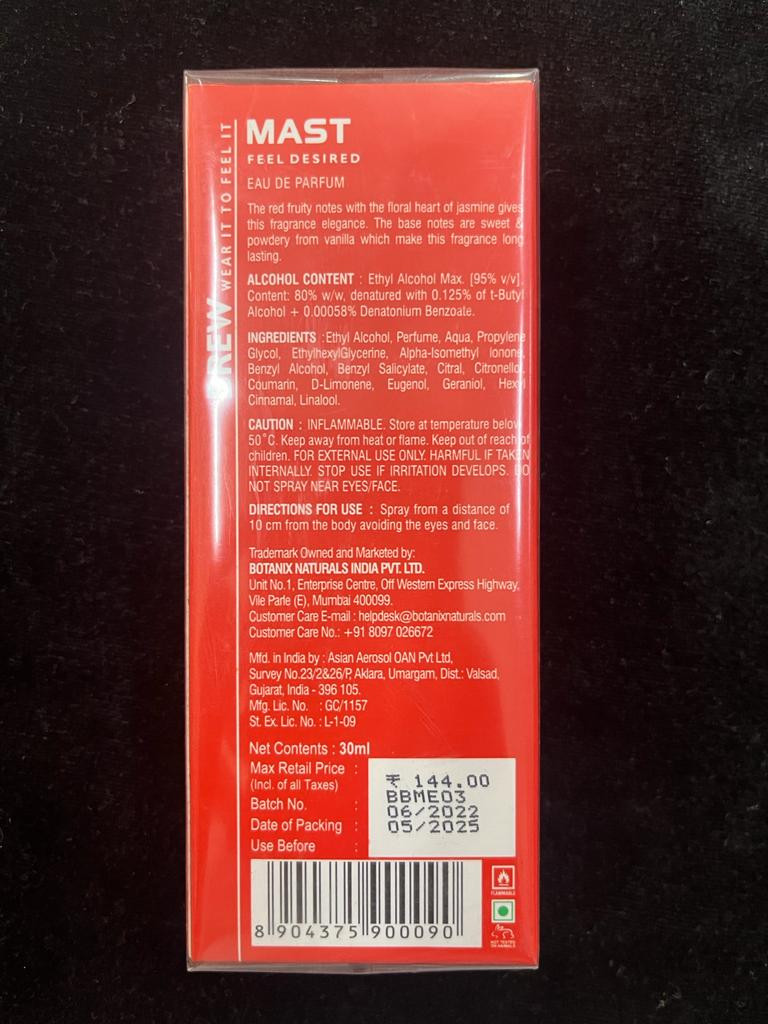 WEAR IT TO FEEL IT
MAST
FEEL DESIRED
EAU DE PARFUM
The red fruity notes with the floral heart of jasmine gives
this fragrance elegance. The base notes are sweet &
powdery from vanilla which make this fragrance long
lasting.
ALCOHOL CONTENT : Ethyl Alcohol Max. [95% v/v]
Content: 80% w/w, denatured with 0.125% of t-Butyl
Alcohol + 0.00058% Denatonium Benzoate.
INGREDIENTS :Ethyl Alcohol, Perfume, Aqua, Propylene
Glycol, EthylhexylGlycerine, Alpha-Isomethyl Ionone,
Benzyl Alcohol, Benzyl Salicylate, Citral, Citronellol,
Coumarin, D-Limonene, Eugenol, Geraniol, Hexyl
Cinnamal, Linalool.
CAUTION : INFLAMMABLE. Store at temperature below
50˚C. Keep away from heat or flame. Keep out of reach of
children. FOR EXTERNAL USE ONLY. HARMFUL IF TAKEN
INTERNALLY. STOP USE IF IRRITATION DEVELOPS. DO
NOT SPRAY NEAR EYES/FACE.
DIRECTIONS FOR USE : Spray from a distance of
10 cm from the body avoiding the eyes and face.
Trademark Owned and Marketed by:
BOTANIX NATURALS INDIA PVT. LTD.
Unit No.1, Enterprise Centre, Off Western Express Highway,
Vile Parle (E), Mumbai 400099.
Customer Care E-mail : helpdesk@botanixnaturals.com
Customer Care No.: +91 8097 026672
Mfd. in India by : Asian Aerosol OAN Pvt Ltd,
Survey No.23/2&26/P, Aklara, Umargam, Dist.: Valsad,
Gujarat, India - 396 105.
Mfg. Lic. No. : GC/1157
St. Ex. Lic. No. : L-1-09
Net Contents : 30ml
Max Retail Price : ₹ 144.00
(Incl. of all Taxes)
Batch No. : BBME03
Date of Packing : 06/2022
Use Before : 05/2025
8 904375 900090
FLAMMABLE
NOT TESTED
ON ANIMALS